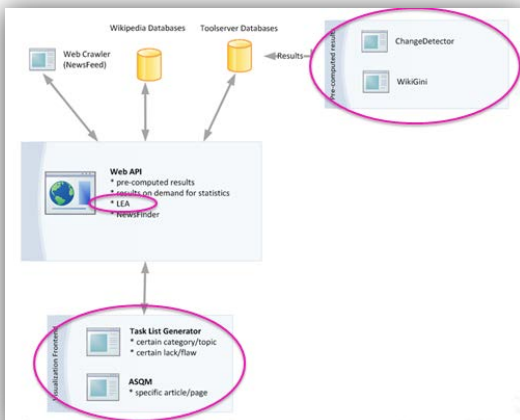 Wikipedia Databases
Toolserver Databases
Web Crawler
(NewsFeed)
Results
Pre-computed results
ChangeDetector
WikiGini
Web API
* pre-computed results
* results on demand for statistics
* LEA
* NewsFinder
Visualization Frontend
Task List Generator
* certain category/topic
* certain lack/flaw
ASQM
* specific article/page